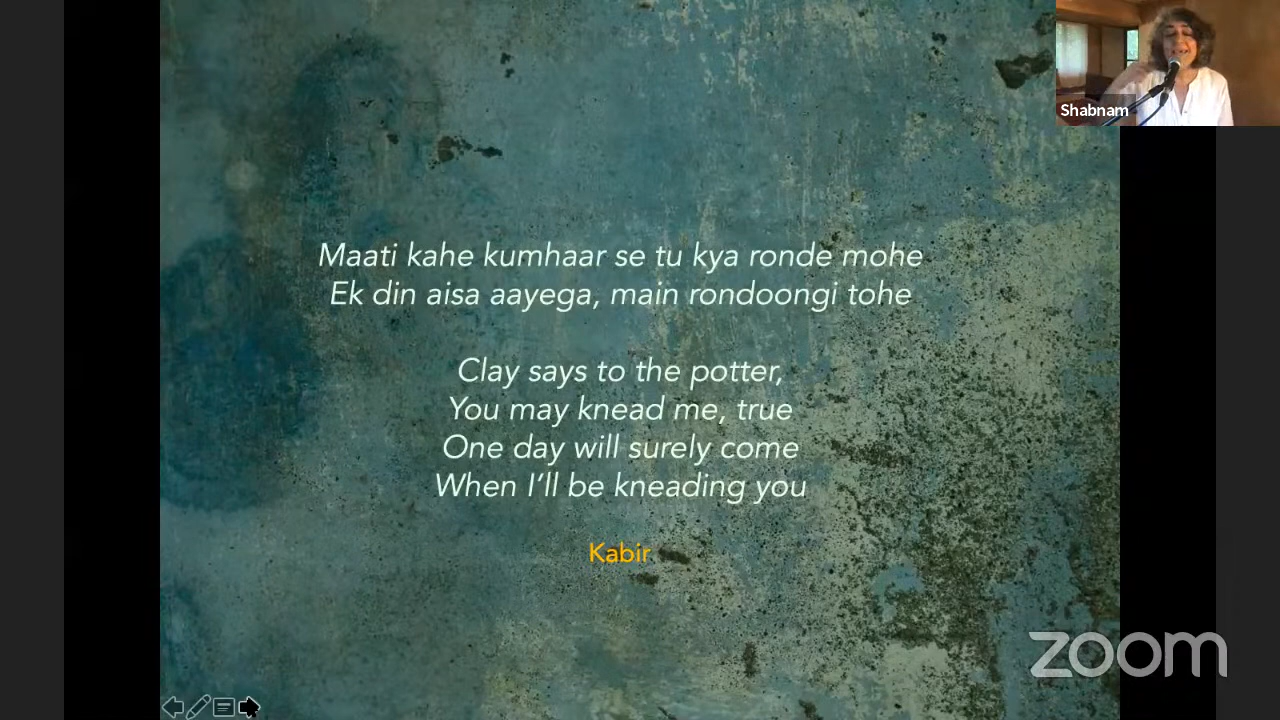 Shabnam
Maati kahe kumhaar se tu kya ronde mohe
Ek din aisa aayega, main rondoongi tohe
Clay says to the potter,
You may knead me, true
One day will surely come
When I'll be kneading you
Kabir
zoom